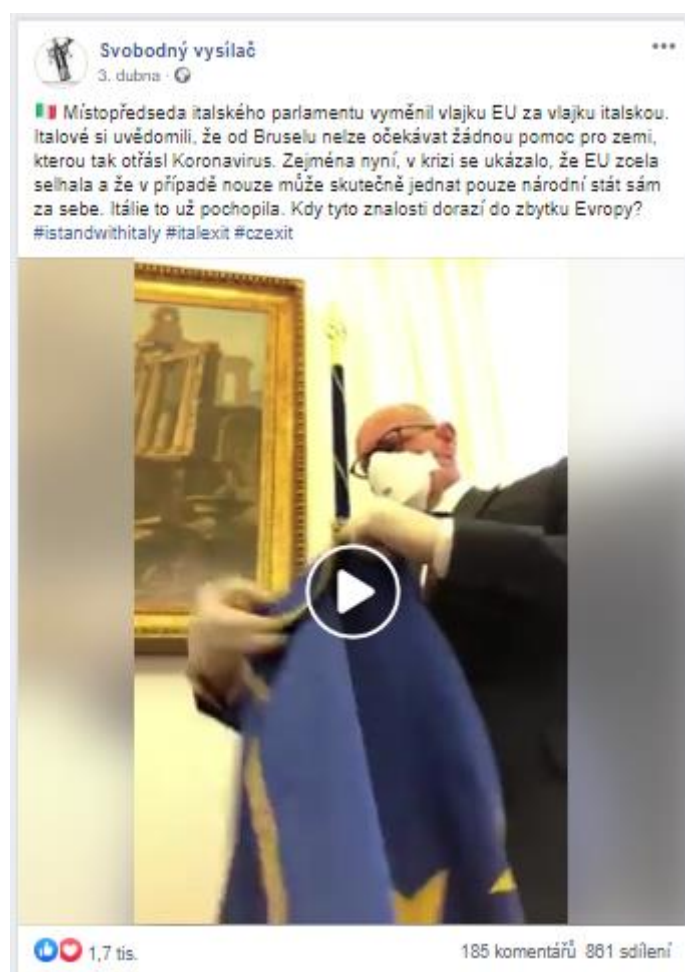 Svobodný vysílač
3. dubna ·
Místopředseda italského parlamentu vyměnil vlajku EU za vlajku italskou.
Italové si uvědomili, že od Bruselu nelze očekávat žádnou pomoc pro zemi,
kterou tak otřásl Koronavirus. Zejména nyní, v krizi se ukázalo, že EU zcela
selhala a že v případě nouze může skutečně jednat pouze národní stát sám
za sebe. Itálie to už pochopila. Kdy tyto znalosti dorazí do zbytku Evropy?
#istandwithitaly #italexit #czexit
1,7 tis. 185 komentářů 861 sdílení